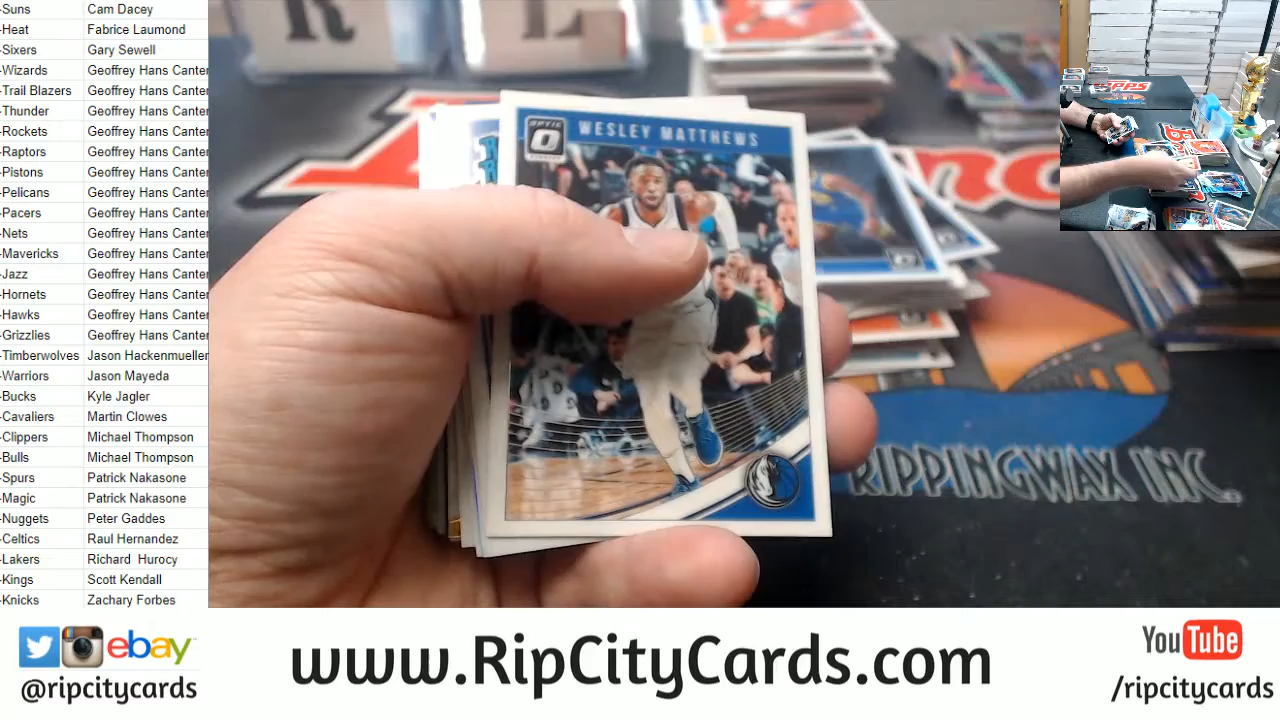 -Suns Cam Dacey
-Heat Fabrice Laumond
-Sixers Gary Sewell
-Wizards Geoffrey Hans Canter
-Trail Blazers Geoffrey Hans Canter
-Thunder Geoffrey Hans Canter
-Rockets Geoffrey Hans Canter
-Raptors Geoffrey Hans Canter
-Pistons Geoffrey Hans Canter
-Pelicans Geoffrey Hans Canter
-Pacers Geoffrey Hans Canter
-Nets Geoffrey Hans Canter
-Mavericks Geoffrey Hans Canter
-Jazz Geoffrey Hans Canter
-Hornets Geoffrey Hans Canter
-Hawks Geoffrey Hans Canter
-Grizzlies Geoffrey Hans Canter
-Timberwolves Jason Hackenmueller
-Warriors Jason Mayeda
-Bucks Kyle Jagler
-Cavaliers Martin Clowes
-Clippers Michael Thompson
-Bulls Michael Thompson
-Spurs Patrick Nakasone
-Magic Patrick Nakasone
-Nuggets Peter Gaddes
-Celtics Raul Hernandez
-Lakers Richard Hurocy
-Kings Scott Kendall
-Knicks Zachary Forbes
R L
OPTIC
WESLEY MATTHEWS
RIPPINGWAX INC.
ebay
@ripcitycards
www.RipCityCards.com
YouTube
/ripcitycards